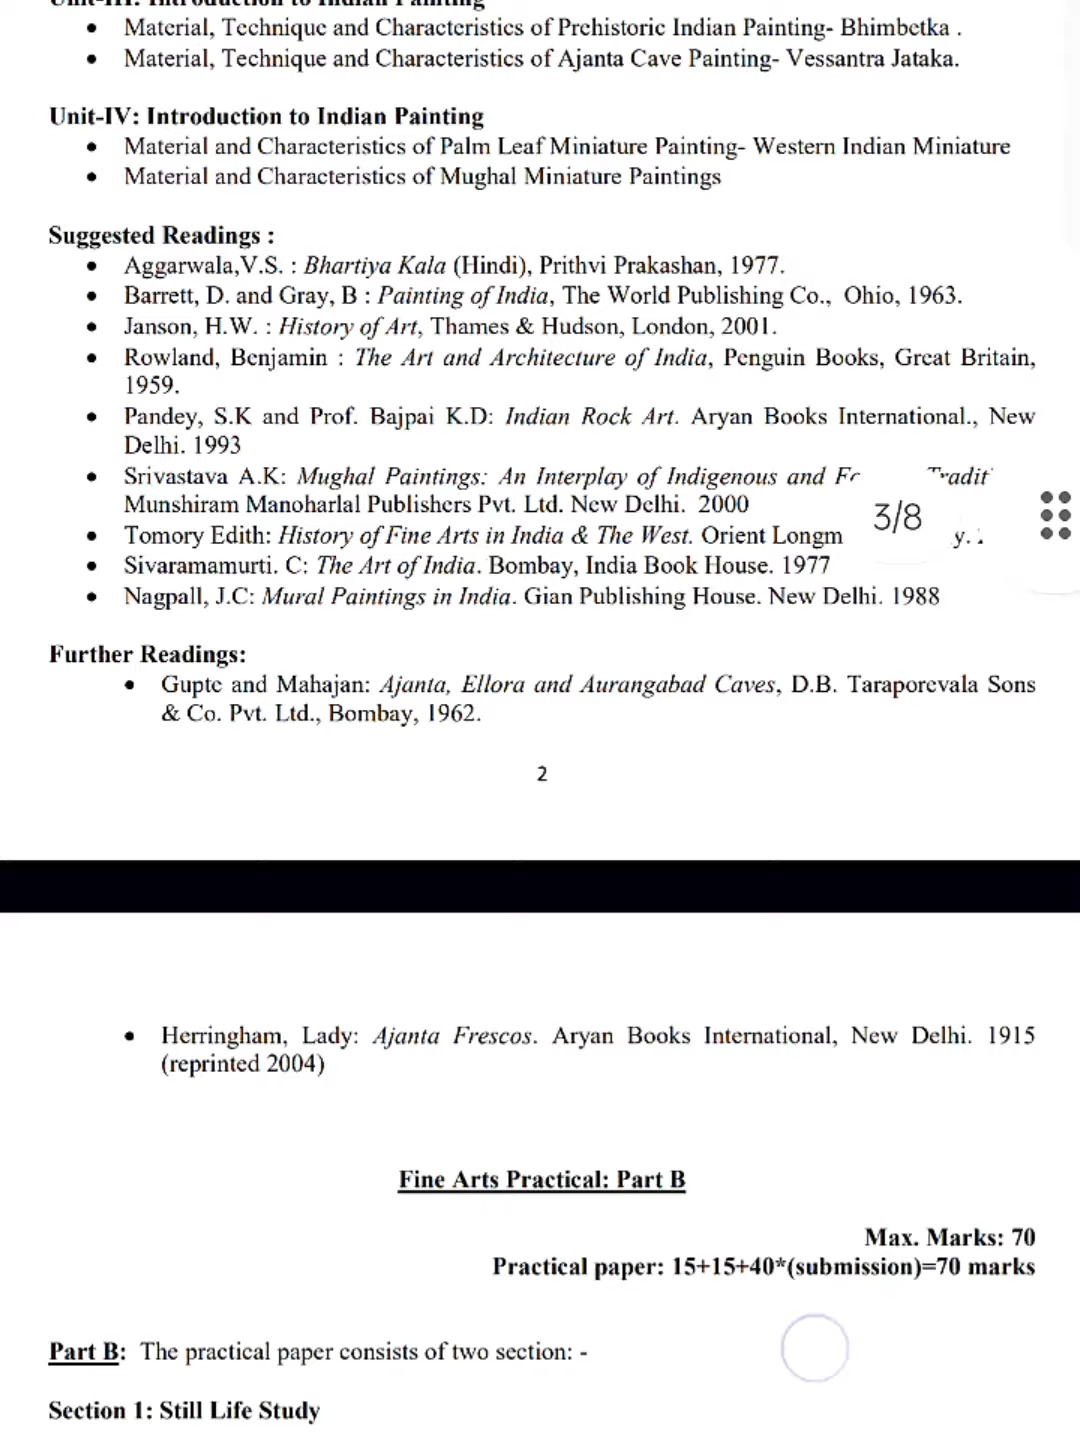 Unit-III: Introduction to Indian Painting
• Material, Technique and Characteristics of Prehistoric Indian Painting- Bhimbetka .
• Material, Technique and Characteristics of Ajanta Cave Painting- Vessantra Jataka.
Unit-IV: Introduction to Indian Painting
• Material and Characteristics of Palm Leaf Miniature Painting- Western Indian Miniature
• Material and Characteristics of Mughal Miniature Paintings
Suggested Readings :
• Aggarwala,V.S. : Bhartiya Kala (Hindi), Prithvi Prakashan, 1977.
• Barrett, D. and Gray, B : Painting of India, The World Publishing Co., Ohio, 1963.
• Janson, H.W. : History of Art, Thames & Hudson, London, 2001.
• Rowland, Benjamin : The Art and Architecture of India, Penguin Books, Great Britain,
1959.
• Pandey, S.K and Prof. Bajpai K.D: Indian Rock Art. Aryan Books International., New
Delhi. 1993
• Srivastava A.K: Mughal Paintings: An Interplay of Indigenous and
Munshiram Manoharlal Publishers Pvt. Ltd. New Delhi. 2000
3/8
• Tomory Edith: History of Fine Arts in India & The West. Orient Longm
• Sivaramamurti. C: The Art of India. Bombay, India Book House. 1977
• Nagpall, J.C: Mural Paintings in India. Gian Publishing House. New Delhi. 1988
Further Readings:
• Gupte and Mahajan: Ajanta, Ellora and Aurangabad Caves, D.B. Taraporevala Sons
& Co. Pvt. Ltd., Bombay, 1962.
2
• Herringham, Lady: Ajanta Frescos. Aryan Books International, New Delhi. 1915
(reprinted 2004)
Fine Arts Practical: Part B
Max. Marks: 70
Practical paper: 15+15+40*(submission)=70 marks
Part B: The practical paper consists of two section: -
Section 1: Still Life Study